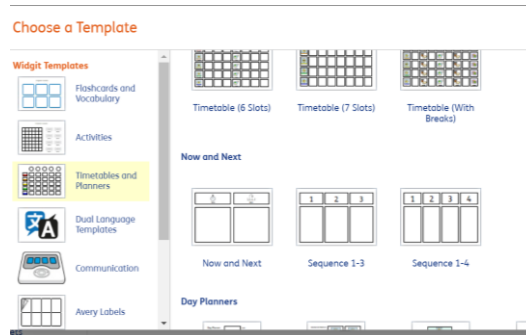 Choose a Template
Widgit Templates
Flashcards and
Vocabulary
Activities
Timetables and
Planners
Dual Language
Templates
Communication
Avery Labels
Timetable (6 Slots)
Timetable (7 Slots)
Timetable (With
Breaks)
Now and Next
1 2 3
1 2 3 4
Now and Next
Sequence 1-3
Sequence 1-4
Day Planners